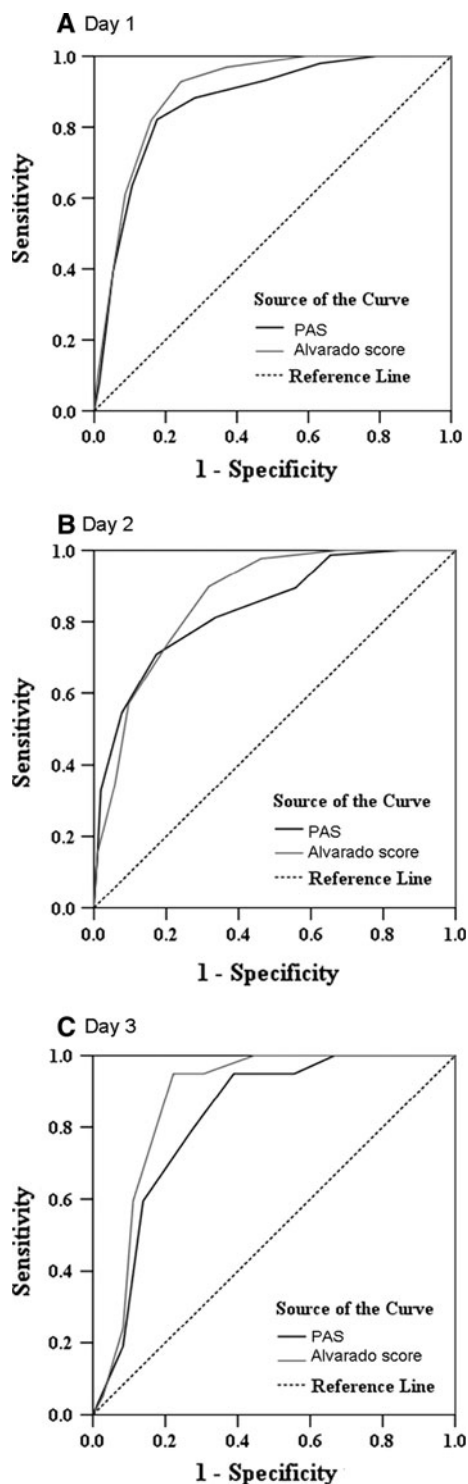 A Day 1
1.0
0.8
0.6
0.4
0.2
0.0
Sensitivity
Source of the Curve
PAS
Alvarado score
Reference Line
0.0 0.2 0.4 0.6 0.8 1.0
1 - Specificity
B Day 2
1.0
0.8
0.6
0.4
0.2
0.0
Sensitivity
Source of the Curve
PAS
Alvarado score
Reference Line
0.0 0.2 0.4 0.6 0.8 1.0
1 - Specificity
C Day 3
1.0
0.8
0.6
0.4
0.2
0.0
Sensitivity
Source of the Curve
PAS
Alvarado score
Reference Line
0.0 0.2 0.4 0.6 0.8 1.0
1 - Specificity